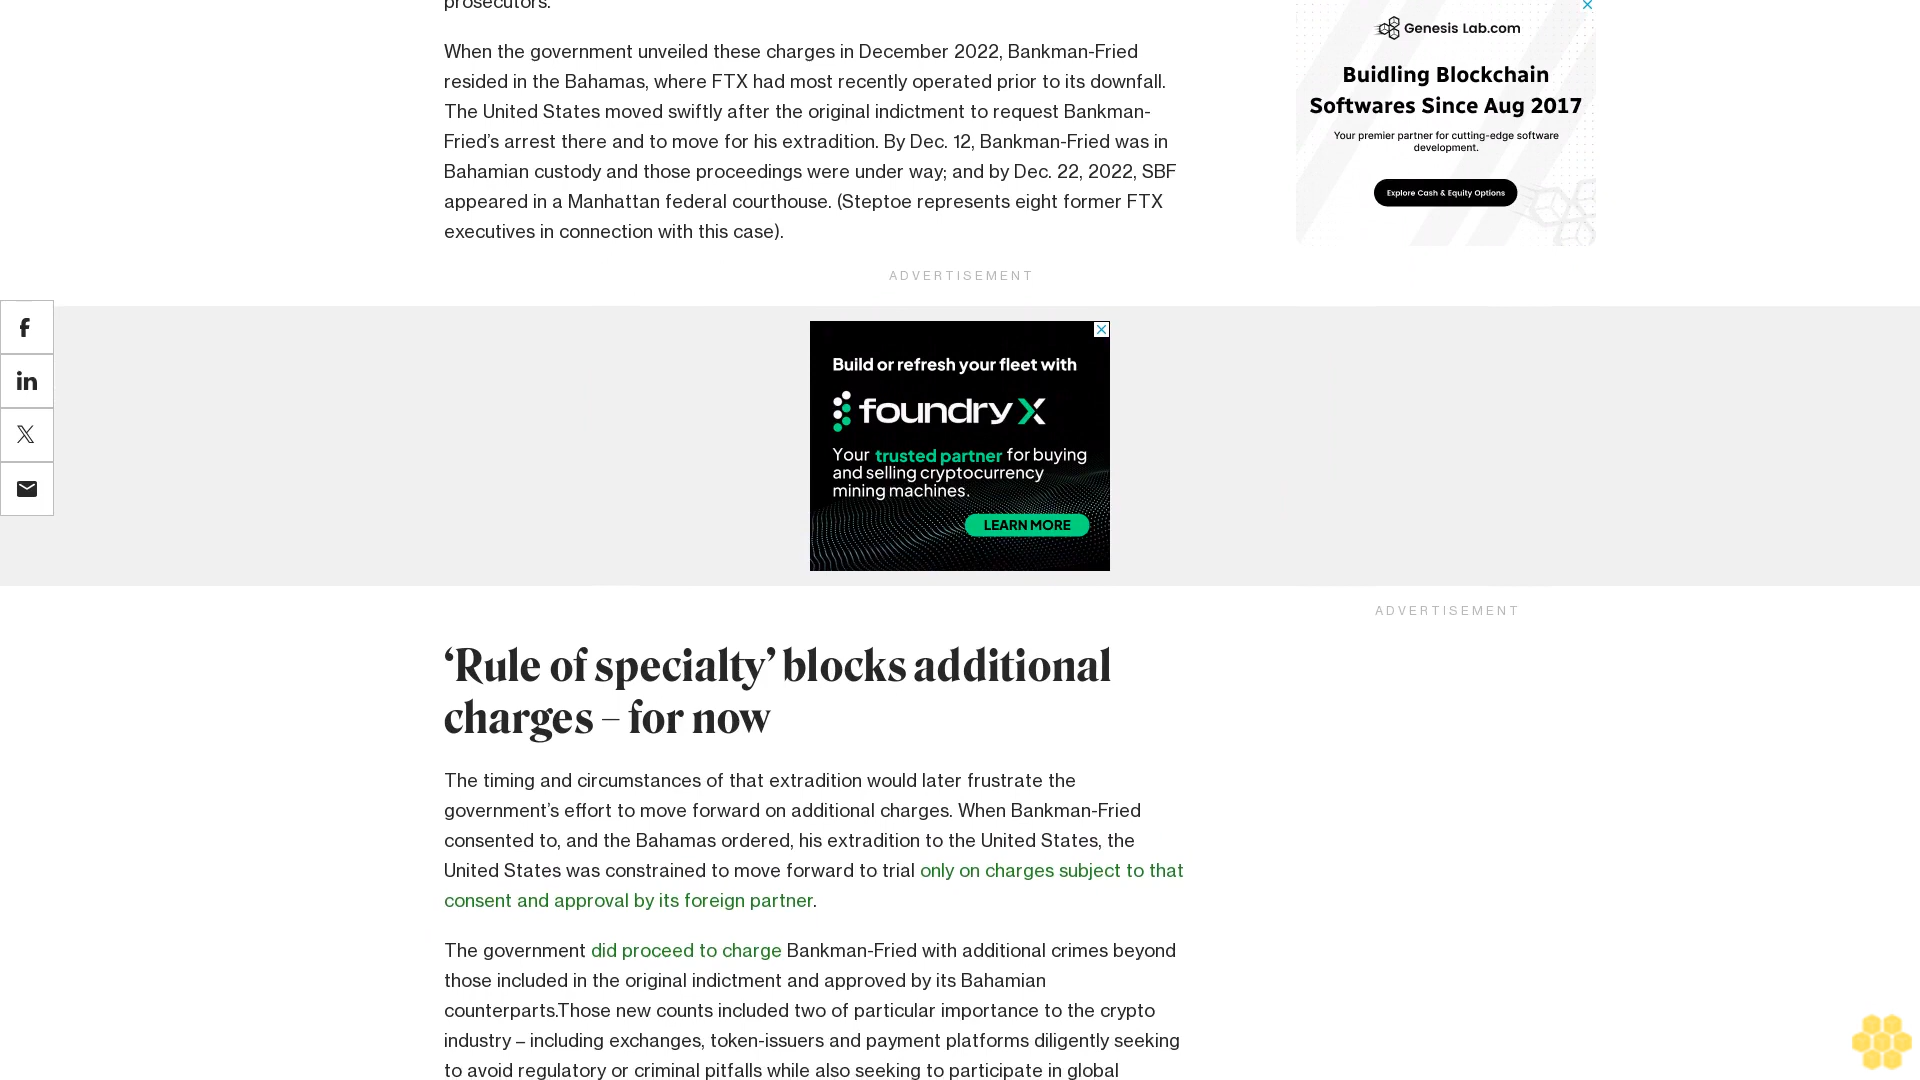 prosecutors.
When the government unveiled these charges in December 2022, Bankman-Fried
resided in the Bahamas, where FTX had most recently operated prior to its downfall.
The United States moved swiftly after the original indictment to request Bankman-
Fried’s arrest there and to move for his extradition. By Dec. 12, Bankman-Fried was in
Bahamian custody and those proceedings were under way; and by Dec. 22, 2022, SBF
appeared in a Manhattan federal courthouse. (Steptoe represents eight former FTX
executives in connection with this case).
Genesis Lab.com
Buidling Blockchain
Softwares Since Aug 2017
Your premier partner for cutting-edge software
development.
Explore Cash & Equity Options
ADVERTISEMENT
Build or refresh your fleet with
foundry X
Your trusted partner for buying
and selling cryptocurrency
mining machines.
LEARN MORE
ADVERTISEMENT
‘Rule of specialty’ blocks additional
charges – for now
The timing and circumstances of that extradition would later frustrate the
government’s effort to move forward on additional charges. When Bankman-Fried
consented to, and the Bahamas ordered, his extradition to the United States, the
United States was constrained to move forward to trial only on charges subject to that
consent and approval by its foreign partner.
The government did proceed to charge Bankman-Fried with additional crimes beyond
those included in the original indictment and approved by its Bahamian
counterparts.Those new counts included two of particular importance to the crypto
industry – including exchanges, token-issuers and payment platforms diligently seeking
to avoid regulatory or criminal pitfalls while also seeking to participate in global